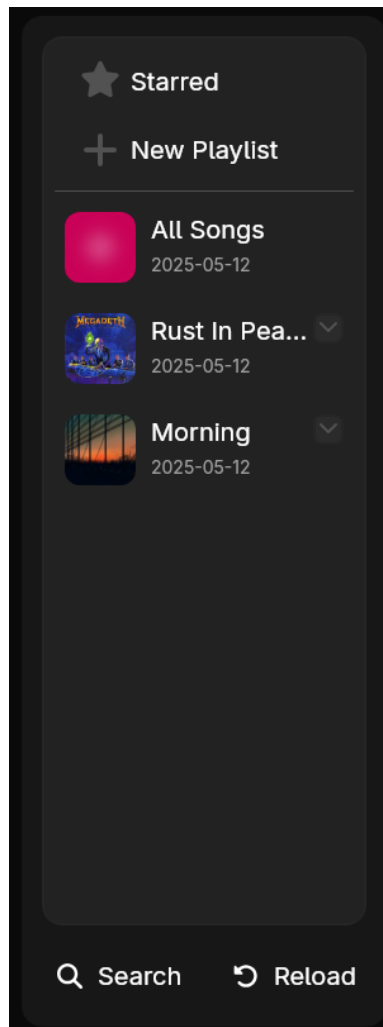 Starred
New Playlist
All Songs
2025-05-12
MEGADETH
Rust In Pea...
2025-05-12
Morning
2025-05-12
Search
Reload